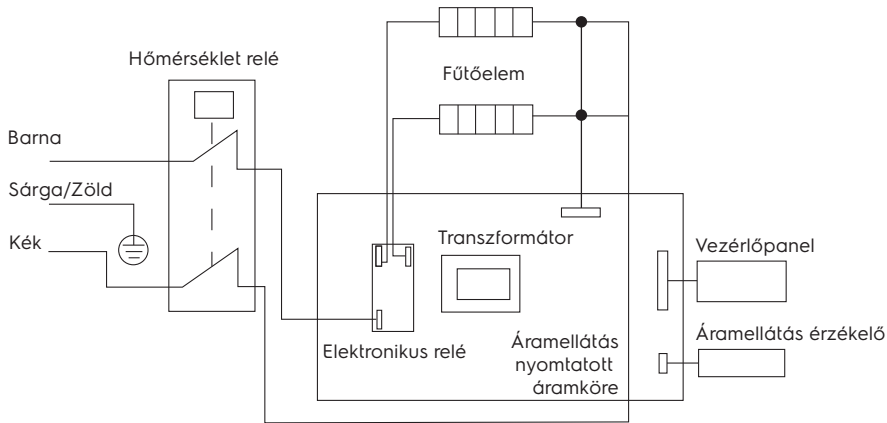 Hőmérséklet relé
Fűtőelem
Barna
Sárga/Zöld
Kék
Transzformátor
Vezérlőpanel
Elektronikus relé
Áramellátás
nyomtatott
áramköre
Áramellátás érzékelő